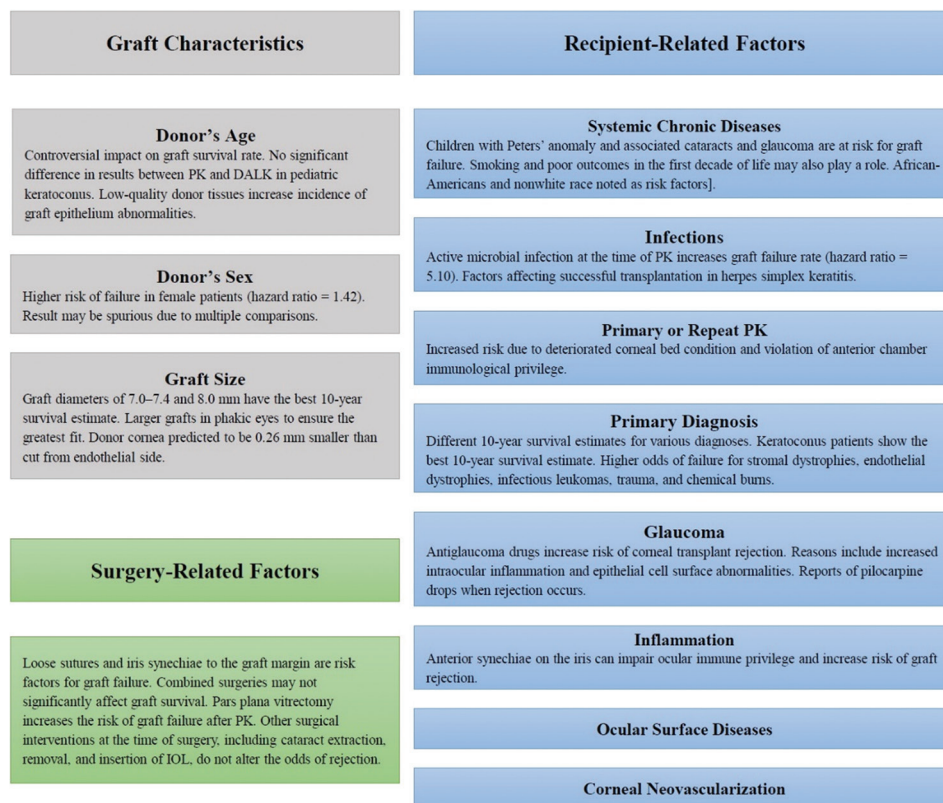 Graft Characteristics
Donor's Age
Controversial impact on graft survival rate. No significant
difference in results between PK and DALK in pediatric
keratoconus. Low-quality donor tissues increase incidence of
graft epithelium abnormalities.
Donor's Sex
Higher risk of failure in female patients (hazard ratio = 1.42).
Result may be spurious due to multiple comparisons.
Graft Size
Graft diameters of 7.0–7.4 and 8.0 mm have the best 10-year
survival estimate. Larger grafts in phakic eyes to ensure the
greatest fit. Donor cornea predicted to be 0.26 mm smaller than
cut from endothelial side.
Surgery-Related Factors
Loose sutures and iris synechiae to the graft margin are risk
factors for graft failure. Combined surgeries may not
significantly affect graft survival. Pars plana vitrectomy
increases the risk of graft failure after PK. Other surgical
interventions at the time of surgery, including cataract extraction,
removal, and insertion of IOL, do not alter the odds of rejection.
Recipient-Related Factors
Systemic Chronic Diseases
Children with Peters' anomaly and associated cataracts and glaucoma are at risk for graft
failure. Smoking and poor outcomes in the first decade of life may also play a role. African-
Americans and nonwhite race noted as risk factors].
Infections
Active microbial infection at the time of PK increases graft failure rate (hazard ratio =
5.10). Factors affecting successful transplantation in herpes simplex keratitis.
Primary or Repeat PK
Increased risk due to deteriorated corneal bed condition and violation of anterior chamber
immunological privilege.
Primary Diagnosis
Different 10-year survival estimates for various diagnoses. Keratoconus patients show the
best 10-year survival estimate. Higher odds of failure for stromal dystrophies, endothelial
dystrophies, infectious leukomas, trauma, and chemical burns.
Glaucoma
Antiglaucoma drugs increase risk of corneal transplant rejection. Reasons include increased
intraocular inflammation and epithelial cell surface abnormalities. Reports of pilocarpine
drops when rejection occurs.
Inflammation
Anterior synechiae on the iris can impair ocular immune privilege and increase risk of graft
rejection.
Ocular Surface Diseases
Corneal Neovascularization